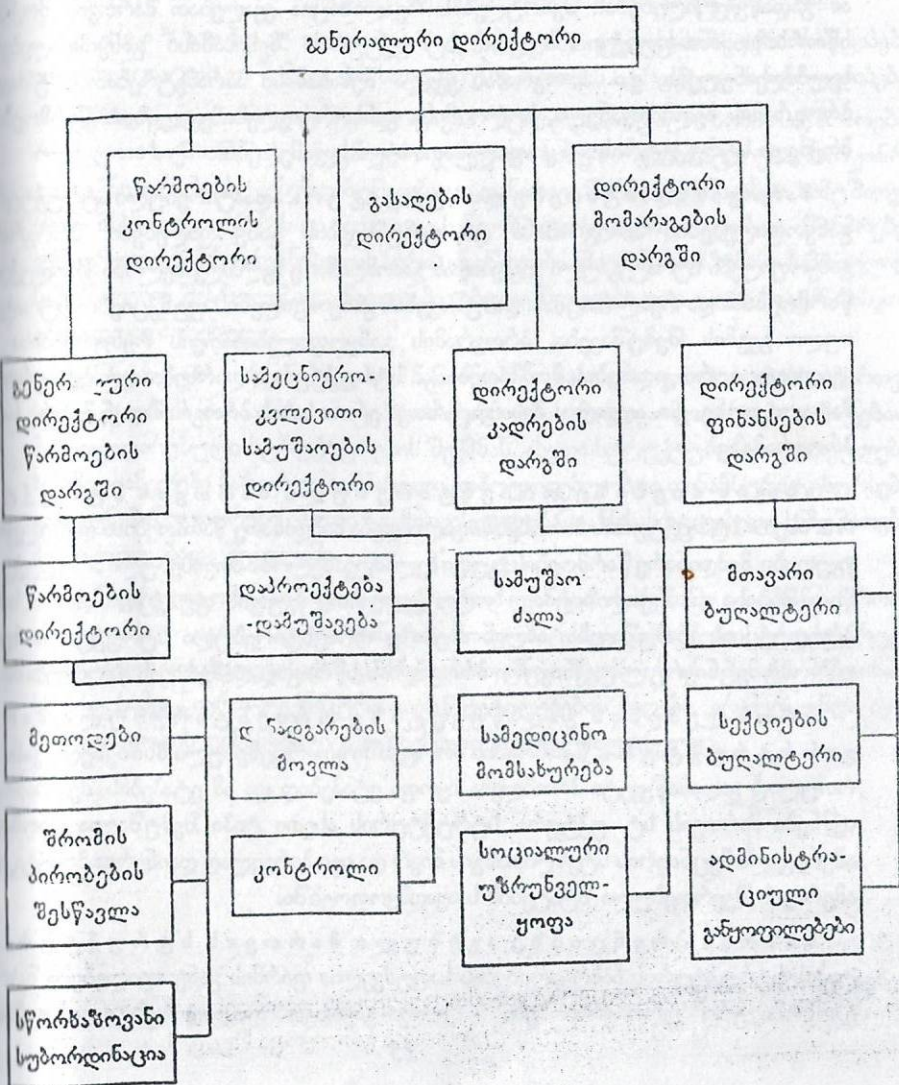 გენერალური დირექტორი
წარმოების
კონტროლის
დირექტორი
გასაღების
დირექტორი
დირექტორი
მომარაგების
დარგში
დირექტორი
წარმოების
დარგში
სამეცნიერო-
კვლევითი
სამუშაოების
დირექტორი
დირექტორი
კადრების
დარგში
დირექტორი
ფინანსების
დარგში
წარმოების
დირექტორი
დაპროექტება
-დამუშავება
სამუშაო
ძალა
მთავარი
ბუღალტერი
მეთოდები
მოვლა
სამედიცინო
მომსახურება
სექციების
ბუღალტერი
შრომის
პირობების
შესწავლა
კონტროლი
სოციალური
უზრუნველ-
ყოფა
ადმინისტრა-
ციული
განყოფილებები
სწორხაზოვანი
სუბორდინაცია